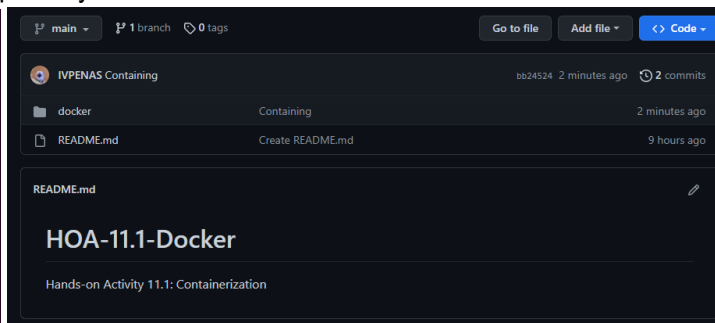 main 1 branch 0 tags Go to file Add file <> Code
IVPENAS Containing bb24524 2 minutes ago 2 commits
docker Containing 2 minutes ago
README.md Create README.md 9 hours ago
README.md
HOA-11.1-Docker
Hands-on Activity 11.1: Containerization